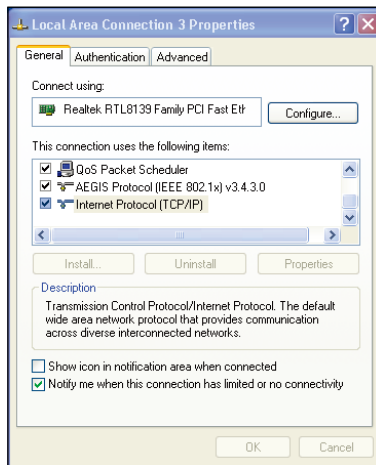 Local Area Connection 3 Properties
General Authentication Advanced
Connect using:
Realtek RTL8139 Family PCI Fast Eth
Configure...
This connection uses the following items:
QoS Packet Scheduler
AEGIS Protocol (IEEE 802.1x) v3.4.3.0
Internet Protocol (TCP/IP)
Install... Uninstall Properties
Description
Transmission Control Protocol/Internet Protocol. The default
wide area network protocol that provides communication
across diverse interconnected networks.
Show icon in notification area when connected
Notify me when this connection has limited or no connectivity
OK Cancel